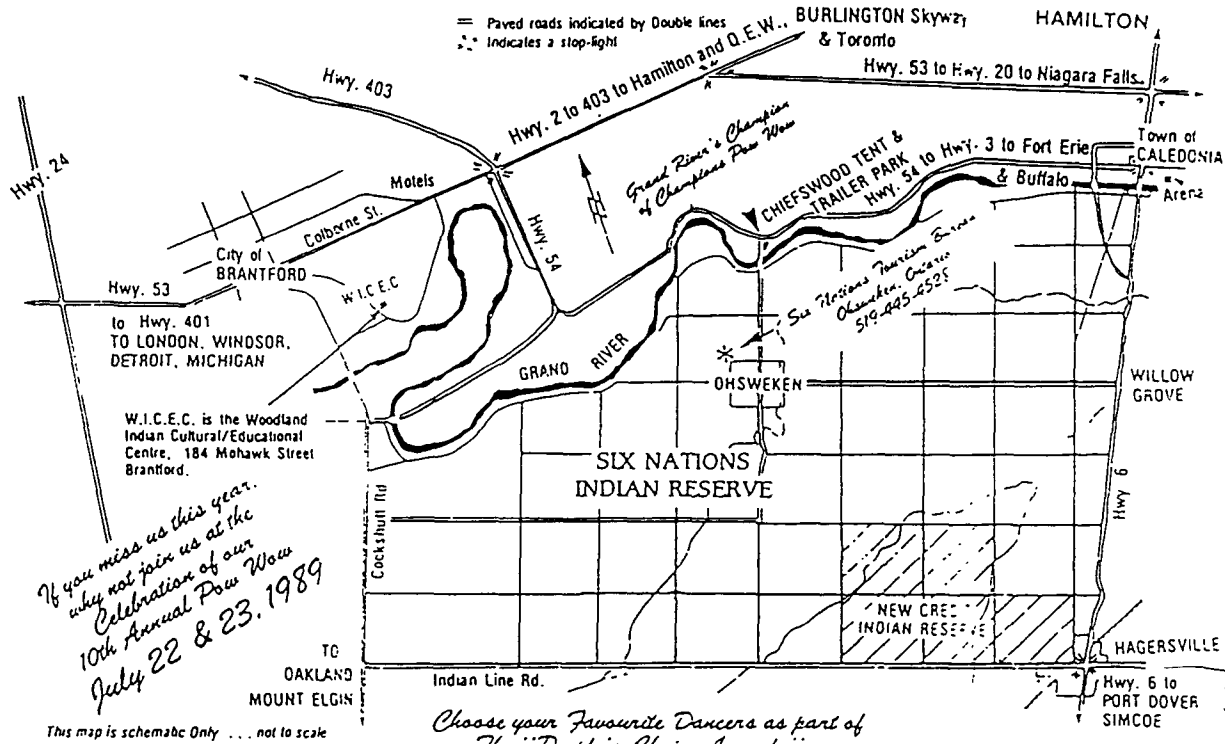 = Paved roads indicated by Double lines
Indicates a stop-light
BURLINGTON Skyway
& Toronto
HAMILTON
Hwy. 403
Hwy. 2 to 403 to Hamilton and Q.E.W.,
Hwy. 53 to Hwy. 20 to Niagara Falls
Hwy. 24
Grand River's Champion
of Champions Pow Wow
Town of
CALEDONIA
Motels
CHIEFSWOOD TENT &
TRAILER PARK
Hwy. 54 to Hwy. 3 to Fort Erie
& Buffalo
Arena
Colborne St.
Hwy. 54
City of
BRANTFORD
W.I.C.E.C
Six Nations Tourism Bureau
Ohsweken, Ontario
519-445-4528
Hwy. 53
to Hwy. 401
TO LONDON, WINDSOR,
DETROIT, MICHIGAN
GRAND RIVER
OHSWEKEN
WILLOW
GROVE
W.I.C.E.C. is the Woodland
Indian Cultural/Educational
Centre, 184 Mohawk Street
Brantford.
SIX NATIONS
INDIAN RESERVE
Hwy 6
Cockshutt Rd
If you miss us this year,
why not join us at the
Celebration of our
10th Annual Pow Wow
July 22 & 23, 1989
NEW CREDIT
INDIAN RESERVE
HAGERSVILLE
TO
OAKLAND
MOUNT ELGIN
Indian Line Rd.
Hwy. 6 to
PORT DOVER
SIMCOE
This map is schematic Only ... not to scale
Choose your Favourite Dancers as part of